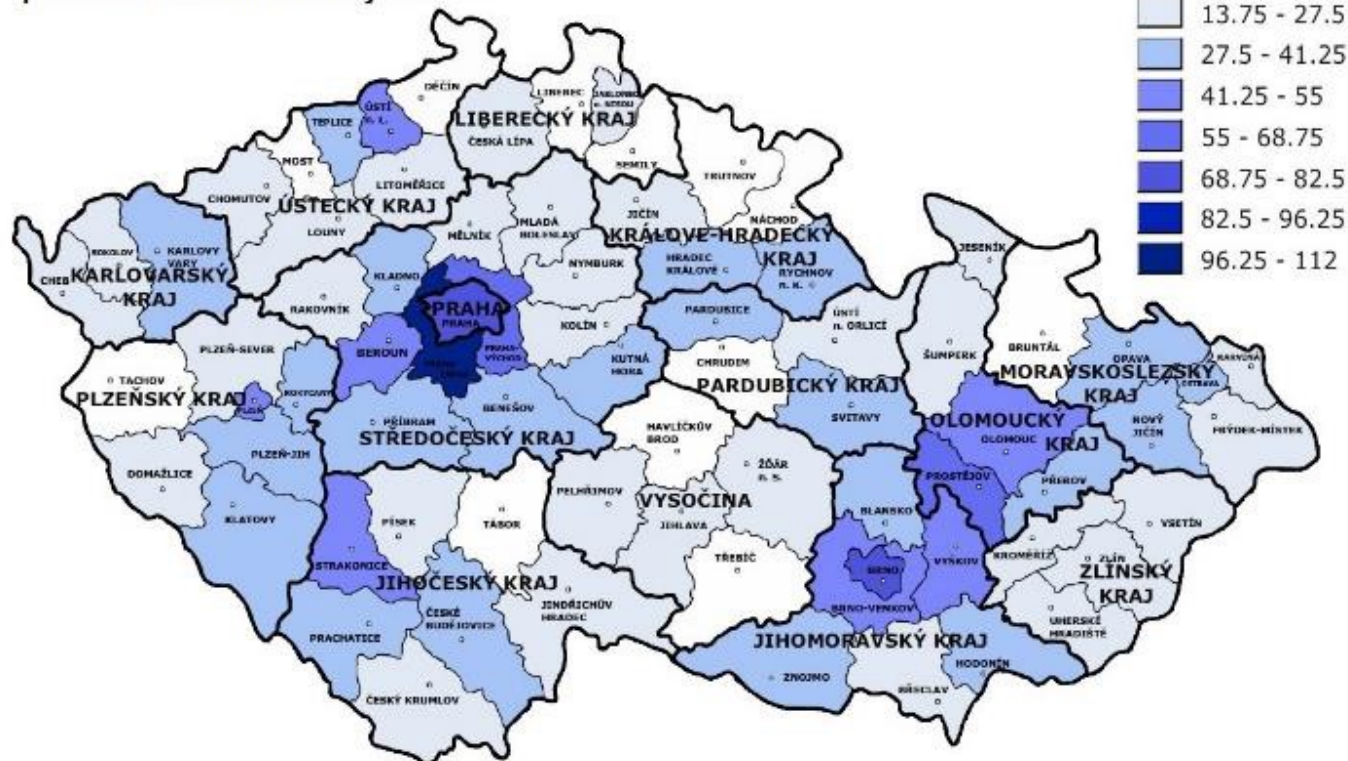 13.75 - 27.5
27.5 - 41.25
41.25 - 55
55 - 68.75
68.75 - 82.5
82.5 - 96.25
96.25 - 112
DĚČÍN
LIBEREC
JABLONEC
n. NISOU
ÚSTÍ
n. L.
TEPLICE
LIBERECKÝ KRAJ
ČESKÁ LÍPA
MOST
SEMILY
TRUTNOV
LITOMĚŘICE
CHOMUTOV
ÚSTECKÝ KRAJ
JIČÍN
NÁCHOD
LOUNY
MĚLNÍK
MLADÁ
BOLESLAV
KRÁLOVE-HRADECKÝ
KRAJ
JESENÍK
SOKOLOV
KARLOVY
VARY
KARLOVARSKÝ
KRAJ
CHEB
KLADNO
NYMBURK
HRADEC
KRÁLOVÉ
RYCHNOV
n. K.
RAKOVNÍK
PRAHA
PRAHA
KOLÍN
PARDUBICE
ÚSTÍ
n. ORLICÍ
BRUNTÁL
OPAVA
KARVINÁ
PLZEŇ-SEVER
BEROUN
PRAHA-
VÝCHOD
KUTNÁ
HORA
CHRUDIM
ŠUMPERK
MORAVSKOSLEZSKÝ
KRAJ
OSTRAVA
TACHOV
PLZEŇSKÝ KRAJ
PLZEŇ
ROKYCANY
BENEŠOV
PARDUBICKÝ KRAJ
SVITAVY
OLOMOUCKÝ
KRAJ
OLOMOUC
NOVÝ
JIČÍN
FRÝDEK-MÍSTEK
PŘÍBRAM
STŘEDOČESKÝ KRAJ
HAVLÍČKŮV
BROD
PLZEŇ-JIH
DOMAŽLICE
ŽĎÁR
n. S.
PROSTĚJOV
PŘEROV
PELHŘIMOV
VYSOČINA
KLATOVY
PÍSEK
TÁBOR
JIHLAVA
BLANSKO
VSETÍN
STRAKONICE
TŘEBÍČ
BRNO
VYŠKOV
KROMĚŘÍŽ
ZLÍN
ZLÍNSKÝ
KRAJ
JIHOČESKÝ KRAJ
JINDŘICHŮV
HRADEC
BRNO-VENKOV
ČESKÉ
BUDĚJOVICE
UHERSKÉ
HRADIŠTĚ
PRACHATICE
JIHOMORAVSKÝ KRAJ
HODONÍN
ZNOJMO
ČESKÝ KRUMLOV
BŘECLAV